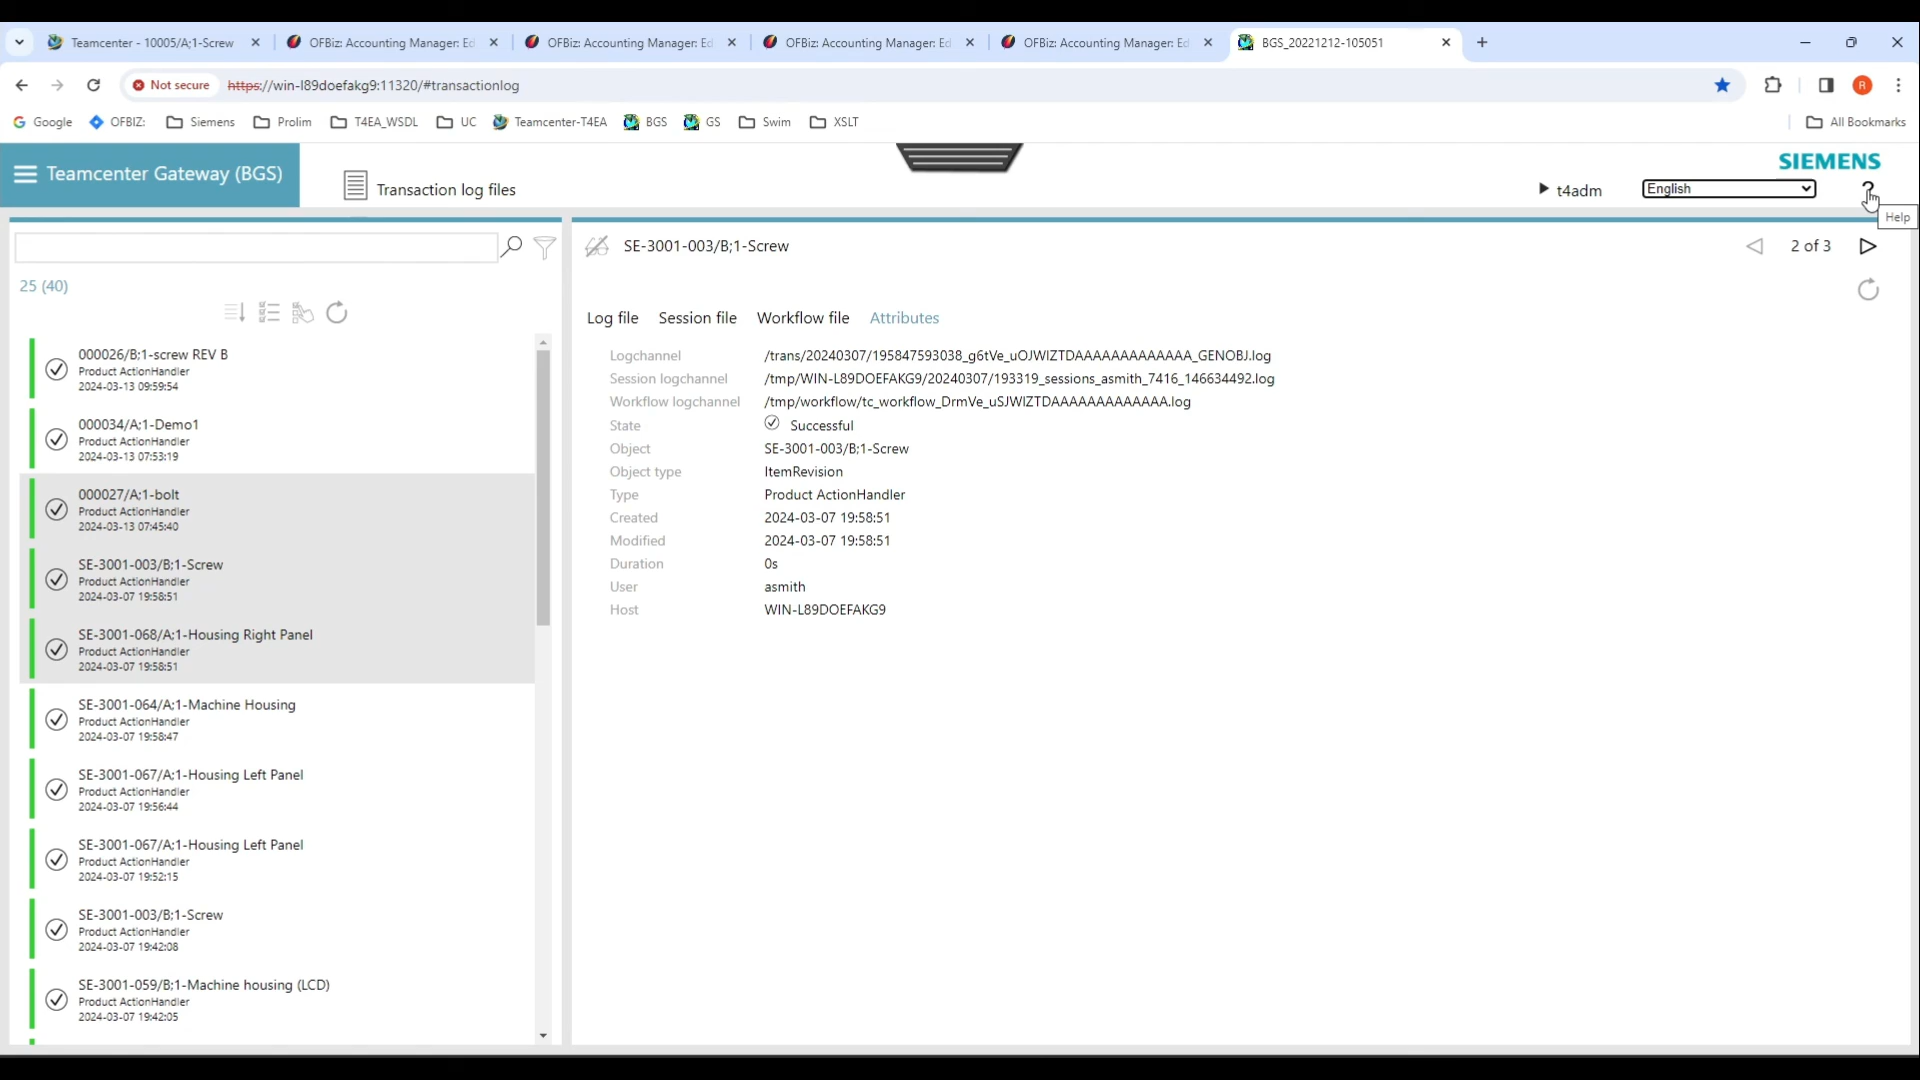 Teamcenter - 10005/A;1-Screw
OFBiz: Accounting Manager: Ed
OFBiz: Accounting Manager: Ed
OFBiz: Accounting Manager: Ed
OFBiz: Accounting Manager: Ed
BGS_20221212-105051
Not secure
https://win-l89doefakg9:11320/#transactionlog
R
Google
OFBIZ:
Siemens
Prolim
T4EA_WSDL
UC
Teamcenter-T4EA
BGS
GS
Swim
XSLT
All Bookmarks
Teamcenter Gateway (BGS)
Transaction log files
SIEMENS
t4adm
English
?
Help
25 (40)
000026/B;1-screw REV B
Product ActionHandler
2024-03-13 09:59:54
000034/A;1-Demo1
Product ActionHandler
2024-03-13 07:53:19
000027/A;1-bolt
Product ActionHandler
2024-03-13 07:45:40
SE-3001-003/B;1-Screw
Product ActionHandler
2024-03-07 19:58:51
SE-3001-068/A;1-Housing Right Panel
Product ActionHandler
2024-03-07 19:58:51
SE-3001-064/A;1-Machine Housing
Product ActionHandler
2024-03-07 19:58:47
SE-3001-067/A;1-Housing Left Panel
Product ActionHandler
2024-03-07 19:56:44
SE-3001-067/A;1-Housing Left Panel
Product ActionHandler
2024-03-07 19:52:15
SE-3001-003/B;1-Screw
Product ActionHandler
2024-03-07 19:42:08
SE-3001-059/B;1-Machine housing (LCD)
Product ActionHandler
2024-03-07 19:42:05
SE-3001-003/B;1-Screw
2 of 3
Log file Session file Workflow file Attributes
Logchannel /trans/20240307/195847593038_g6tVe_uOJWIZTDAAAAAAAAAAAAA_GENOBJ.log
Session logchannel /tmp/WIN-L89DOEFAKG9/20240307/193319_sessions_asmith_7416_146634492.log
Workflow logchannel /tmp/workflow/tc_workflow_DrmVe_uSJWIZTDAAAAAAAAAAAAA.log
State Successful
Object SE-3001-003/B;1-Screw
Object type ItemRevision
Type Product ActionHandler
Created 2024-03-07 19:58:51
Modified 2024-03-07 19:58:51
Duration 0s
User asmith
Host WIN-L89DOEFAKG9